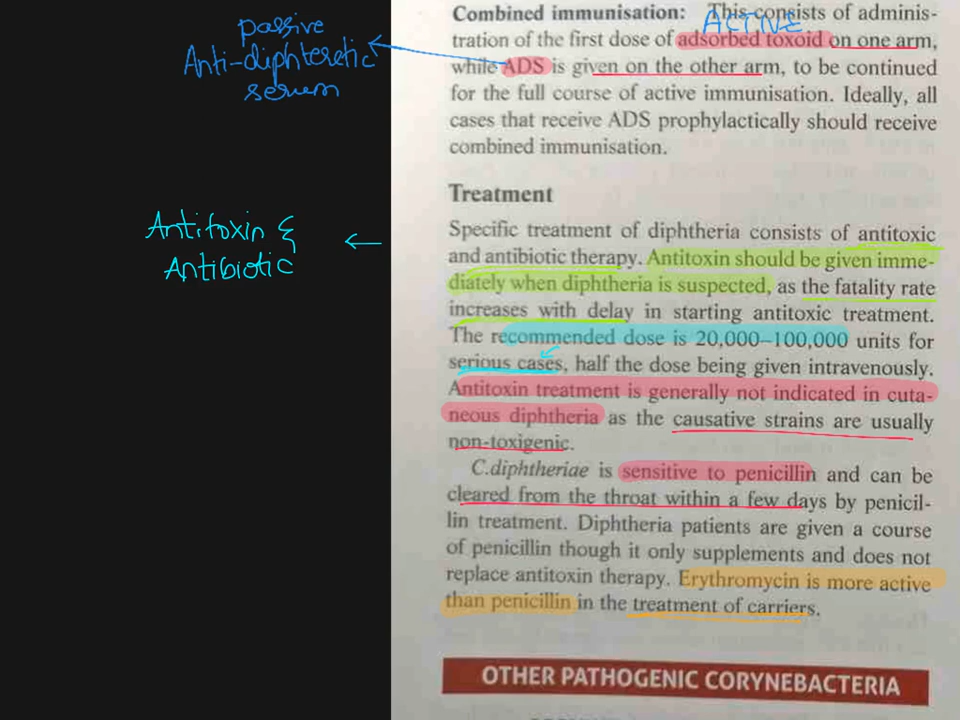 passive
Anti-diphteretic
serum
Antitoxin &
Antibiotic
ACTIVE
Combined immunisation: This consists of adminis-
tration of the first dose of adsorbed toxoid on one arm,
while ADS is given on the other arm, to be continued
for the full course of active immunisation. Ideally, all
cases that receive ADS prophylactically should receive
combined immunisation.
Treatment
Specific treatment of diphtheria consists of antitoxic
and antibiotic therapy. Antitoxin should be given imme-
diately when diphtheria is suspected, as the fatality rate
increases with delay in starting antitoxic treatment.
The recommended dose is 20,000–100,000 units for
serious cases, half the dose being given intravenously.
Antitoxin treatment is generally not indicated in cuta-
neous diphtheria as the causative strains are usually
non-toxigenic.
C.diphtheriae is sensitive to penicillin and can be
cleared from the throat within a few days by penicil-
lin treatment. Diphtheria patients are given a course
of penicillin though it only supplements and does not
replace antitoxin therapy. Erythromycin is more active
than penicillin in the treatment of carriers.
OTHER PATHOGENIC CORYNEBACTERIA